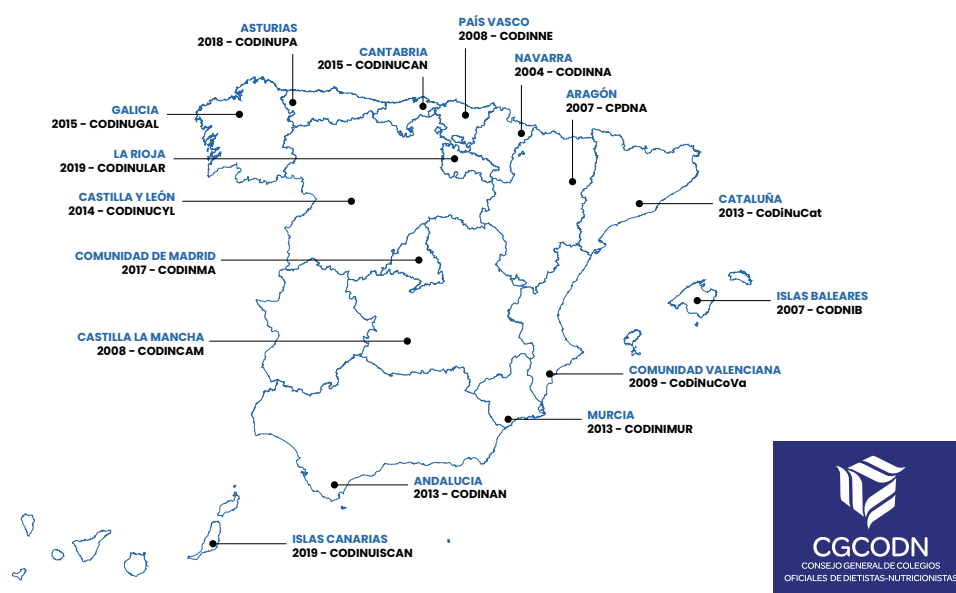 ASTURIAS
2018 - CODINUPA
PAÍS VASCO
2008 - CODINNE
CANTABRIA
2015 - CODINUCAN
NAVARRA
2004 - CODINNA
ARAGÓN
2007 - CPDNA
GALICIA
2015 - CODINUGAL
LA RIOJA
2019 - CODINULAR
CASTILLA Y LEÓN
2014 - CODINUCYL
CATALUÑA
2013 - CoDiNuCat
COMUNIDAD DE MADRID
2017 - CODINMA
ISLAS BALEARES
2007 - CODNIB
CASTILLA LA MANCHA
2008 - CODINCAM
COMUNIDAD VALENCIANA
2009 - CoDiNuCoVa
MURCIA
2013 - CODINIMUR
ANDALUCIA
2013 - CODINAN
ISLAS CANARIAS
2019 - CODINUISCAN
CGCODN
CONSEJO GENERAL DE COLEGIOS
OFICIALES DE DIETISTAS-NUTRICIONISTAS